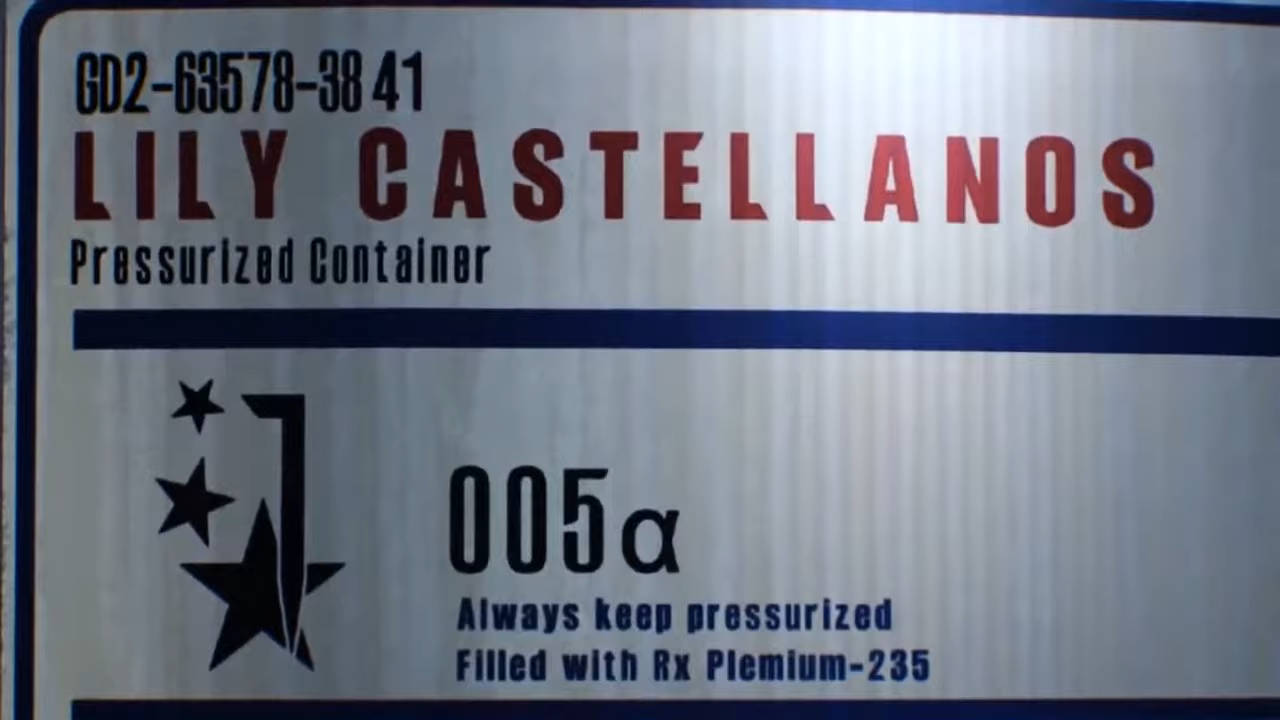 GD2-63578-38 41
LILY CASTELLANOS
Pressurized Container
005α
Always keep pressurized
Filled with Rx Plemium-235